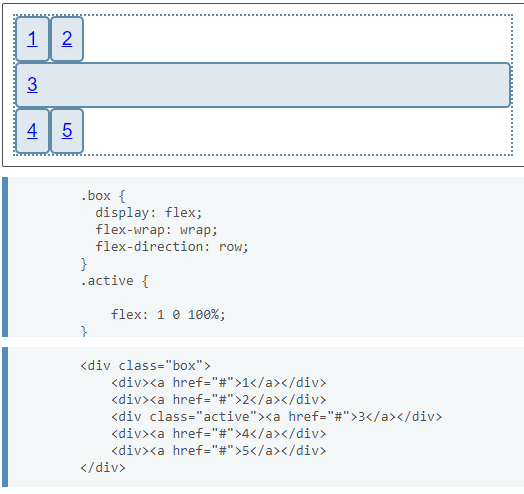 1 2
3
4 5
.box {
display: flex;
flex-wrap: wrap;
flex-direction: row;
}
.active {
flex: 1 0 100%;
}
<div class="box">
<div><a href="#">1</a></div>
<div><a href="#">2</a></div>
<div class="active"><a href="#">3</a></div>
<div><a href="#">4</a></div>
<div><a href="#">5</a></div>
</div>